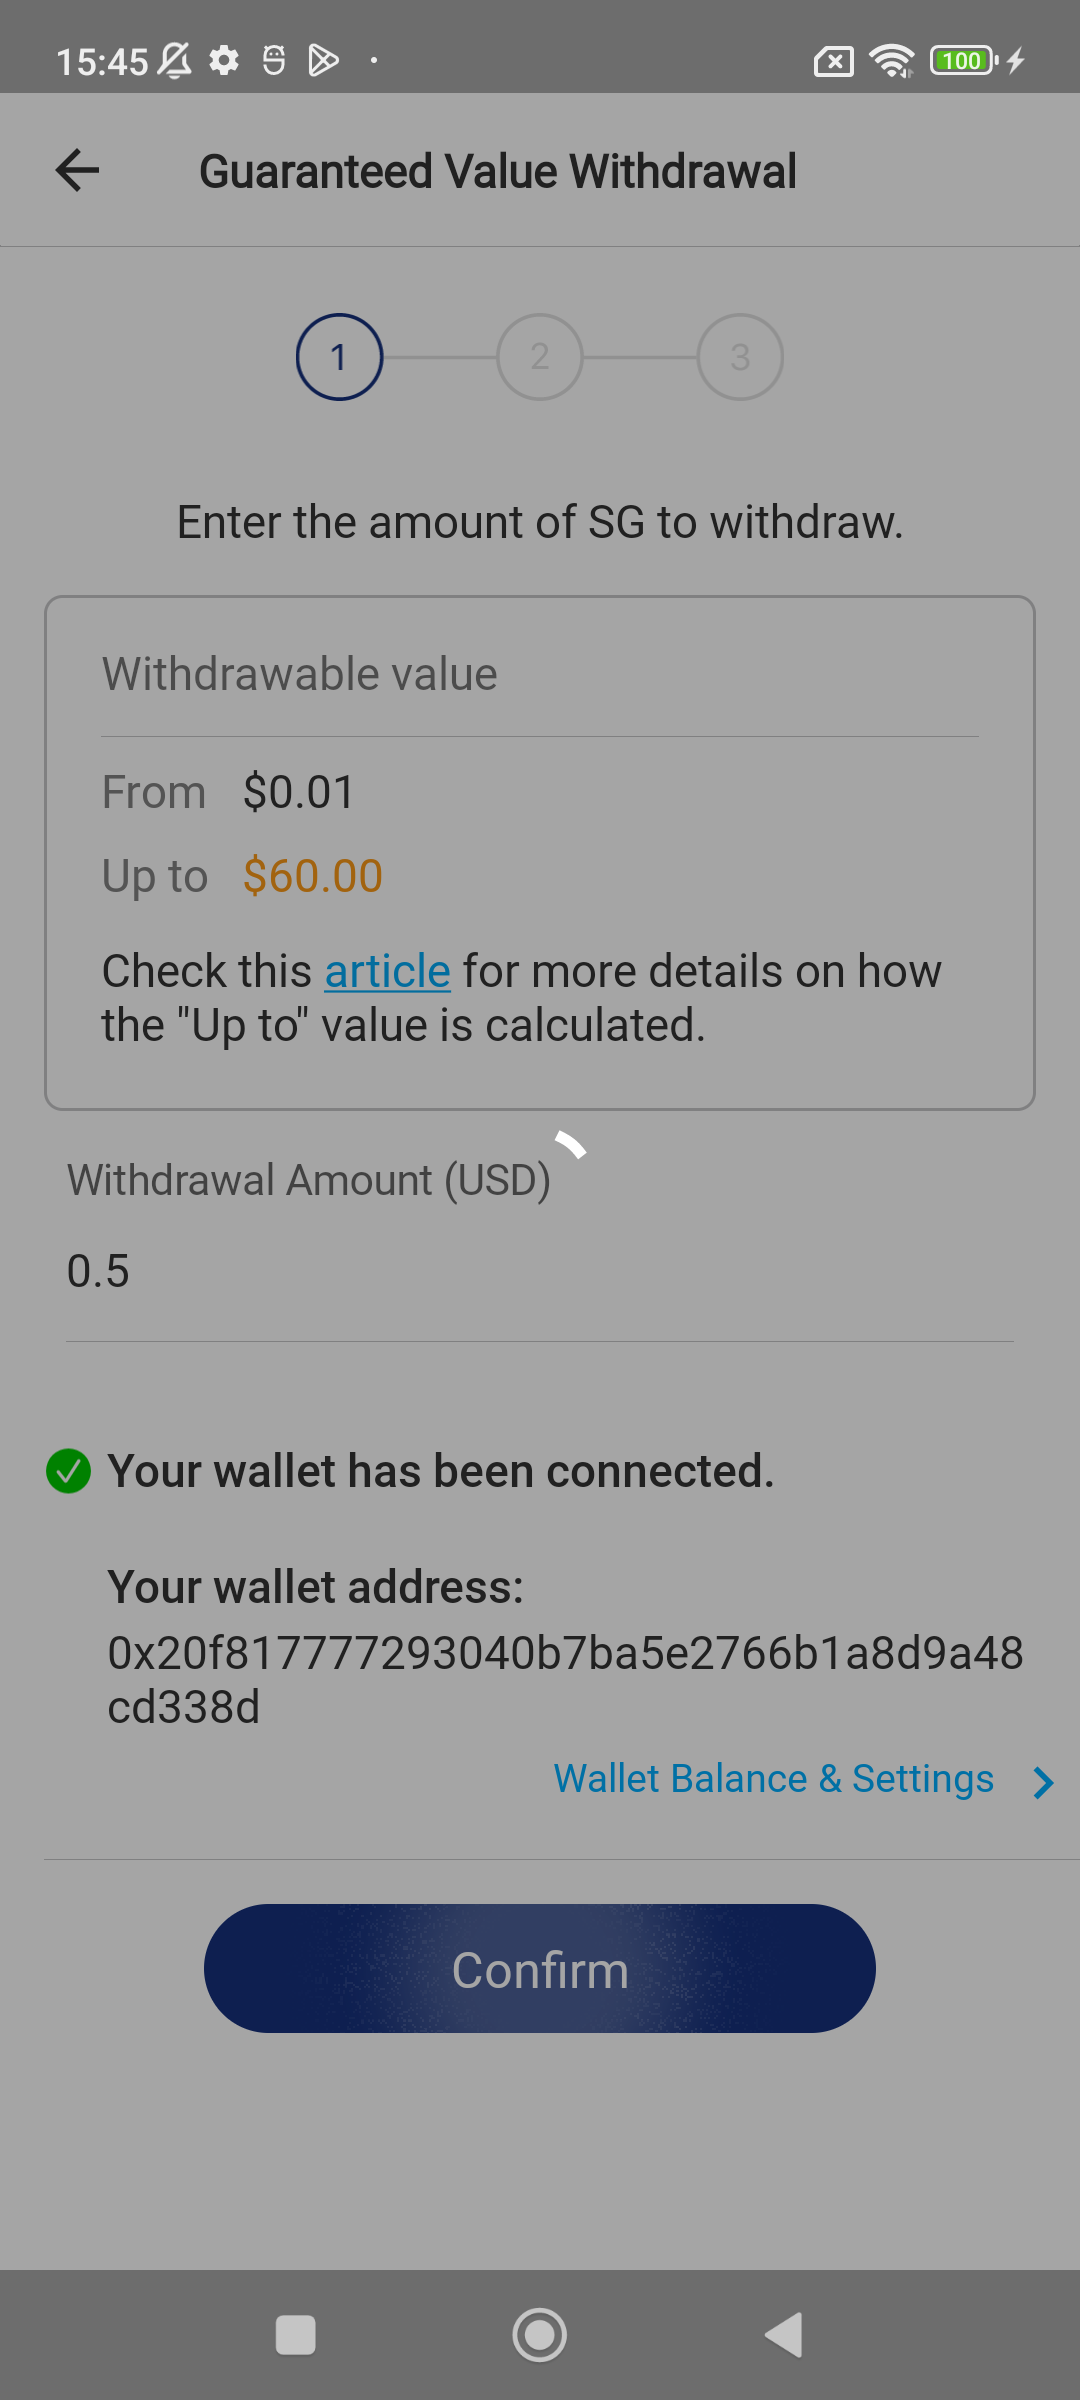 15:45
100
Guaranteed Value Withdrawal
1 2 3
Enter the amount of SG to withdraw.
Withdrawable value
From $0.01
Up to $60.00
Check this article for more details on how
the "Up to" value is calculated.
Withdrawal Amount (USD)
0.5
Your wallet has been connected.
Your wallet address:
0x20f817777293040b7ba5e2766b1a8d9a48
cd338d
Wallet Balance & Settings
Confirm